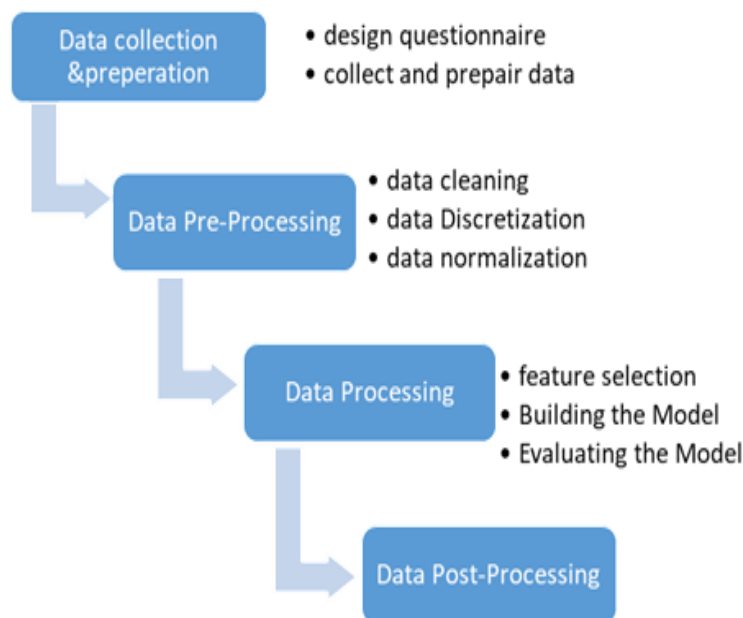 Data collection
&preperation
• design questionnaire
• collect and prepair data
Data Pre-Processing
• data cleaning
• data Discretization
• data normalization
Data Processing
• feature selection
• Building the Model
• Evaluating the Model
Data Post-Processing